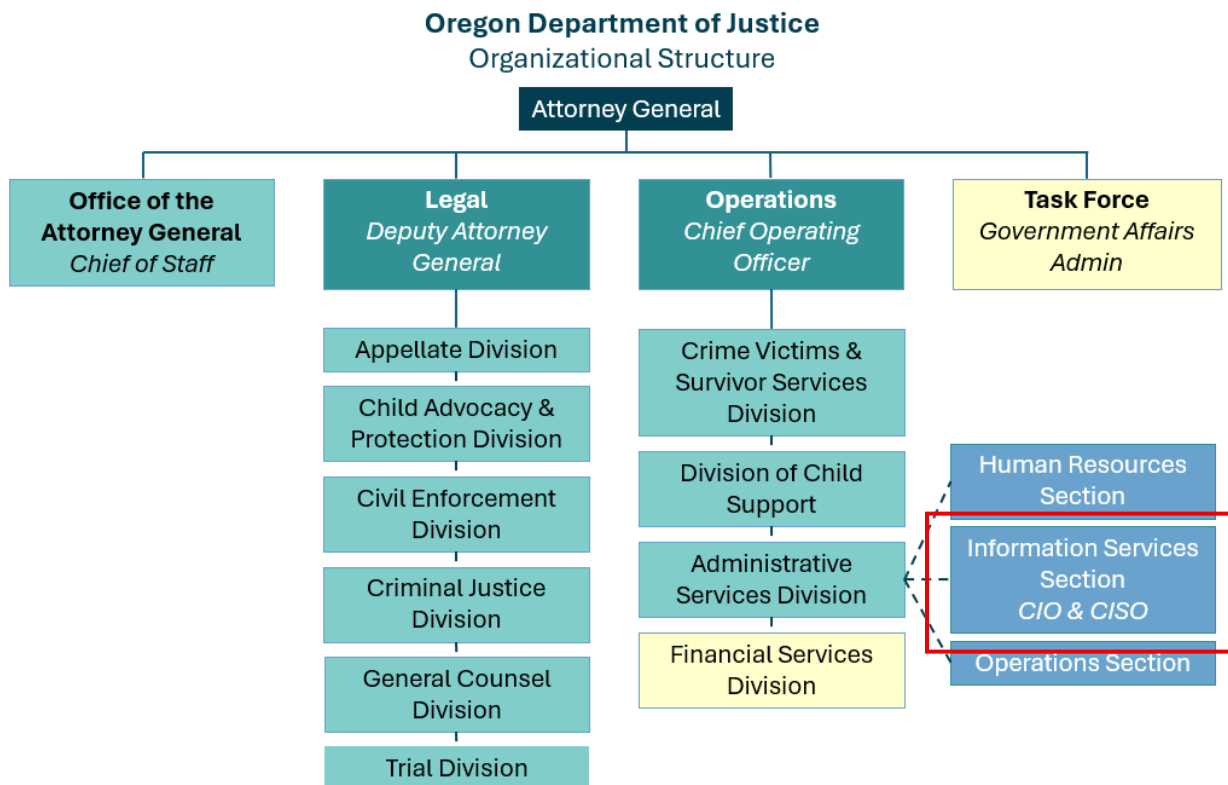 Oregon Department of Justice
Organizational Structure
Attorney General
Office of the
Attorney General
Chief of Staff
Legal
Deputy Attorney
General
Operations
Chief Operating
Officer
Task Force
Government Affairs
Admin
Appellate Division
Child Advocacy &
Protection Division
Civil Enforcement
Division
Criminal Justice
Division
General Counsel
Division
Trial Division
Crime Victims &
Survivor Services
Division
Division of Child
Support
Administrative
Services Division
Financial Services
Division
Human Resources
Section
Information Services
Section
CIO & CISO
Operations Section